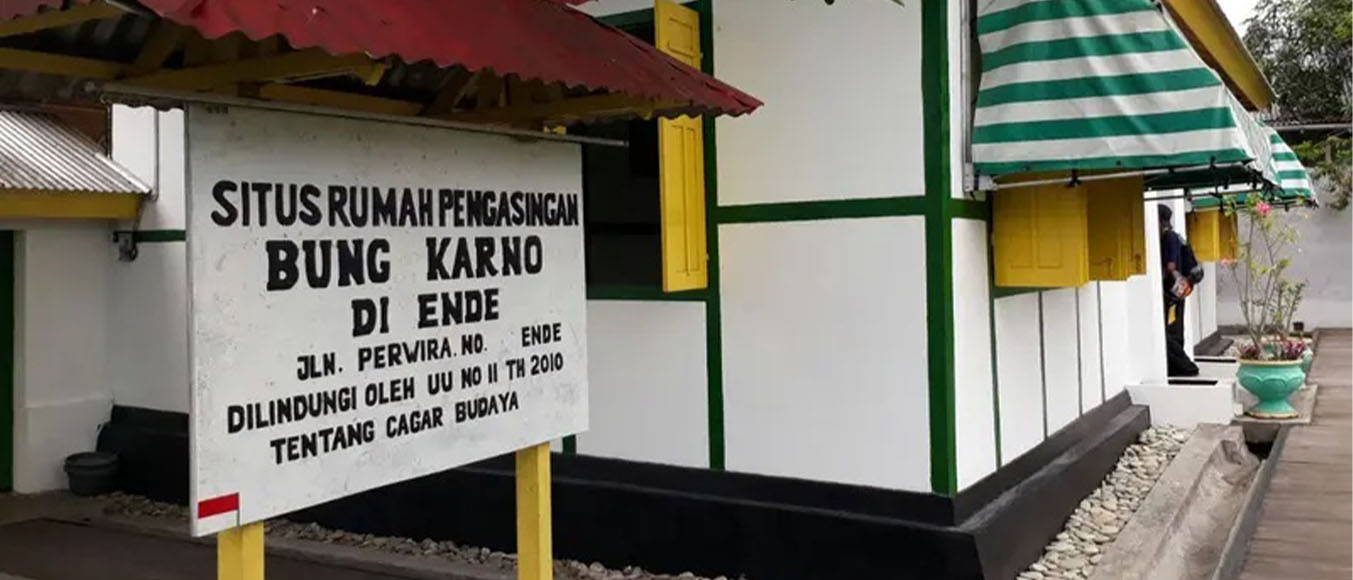 SITUS RUMAH PENGASINGAN
BUNG KARNO
DI ENDE
JLN. PERWIRA. NO. ENDE
DILINDUNGI OLEH UU NO II TH 2010
TENTANG CAGAR BUDAYA